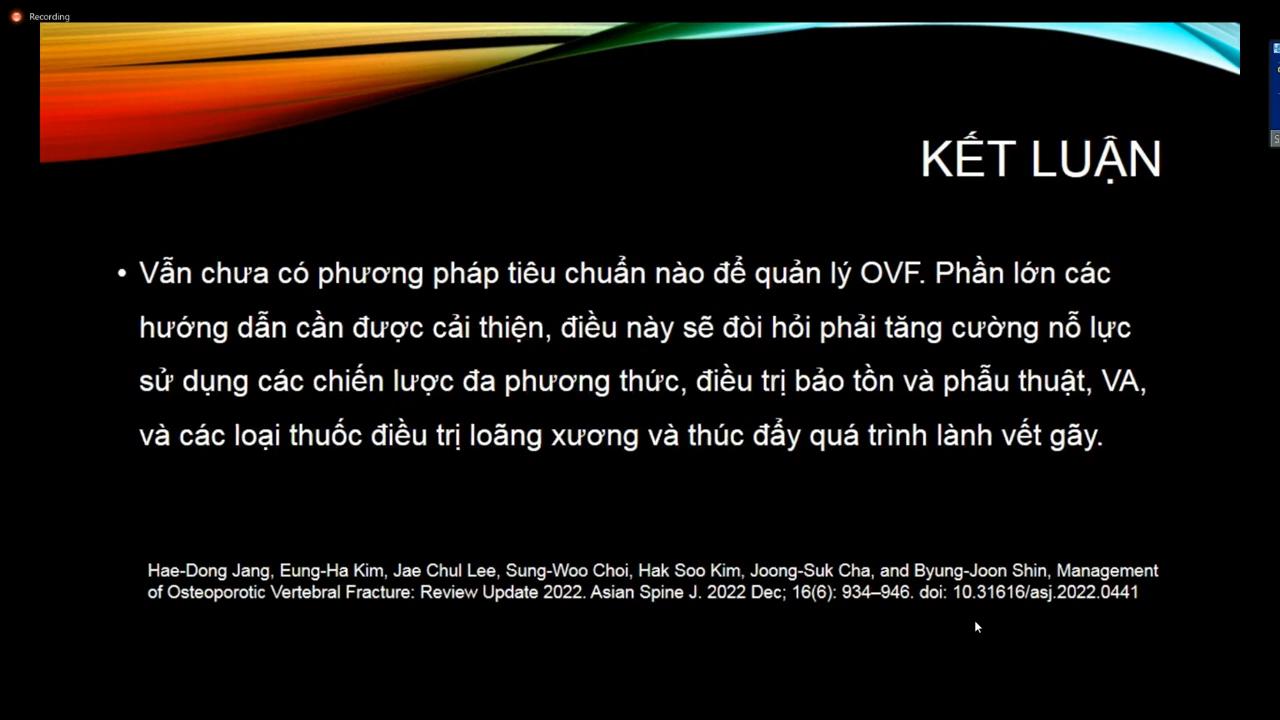 Recording
KẾT LUẬN
• Vẫn chưa có phương pháp tiêu chuẩn nào để quản lý OVF. Phần lớn các
hướng dẫn cần được cải thiện, điều này sẽ đòi hỏi phải tăng cường nỗ lực
sử dụng các chiến lược đa phương thức, điều trị bảo tồn và phẫu thuật, VA,
và các loại thuốc điều trị loãng xương và thúc đẩy quá trình lành vết gãy.
Hae-Dong Jang, Eung-Ha Kim, Jae Chul Lee, Sung-Woo Choi, Hak Soo Kim, Joong-Suk Cha, and Byung-Joon Shin, Management
of Osteoporotic Vertebral Fracture: Review Update 2022. Asian Spine J. 2022 Dec; 16(6): 934–946. doi: 10.31616/asj.2022.0441